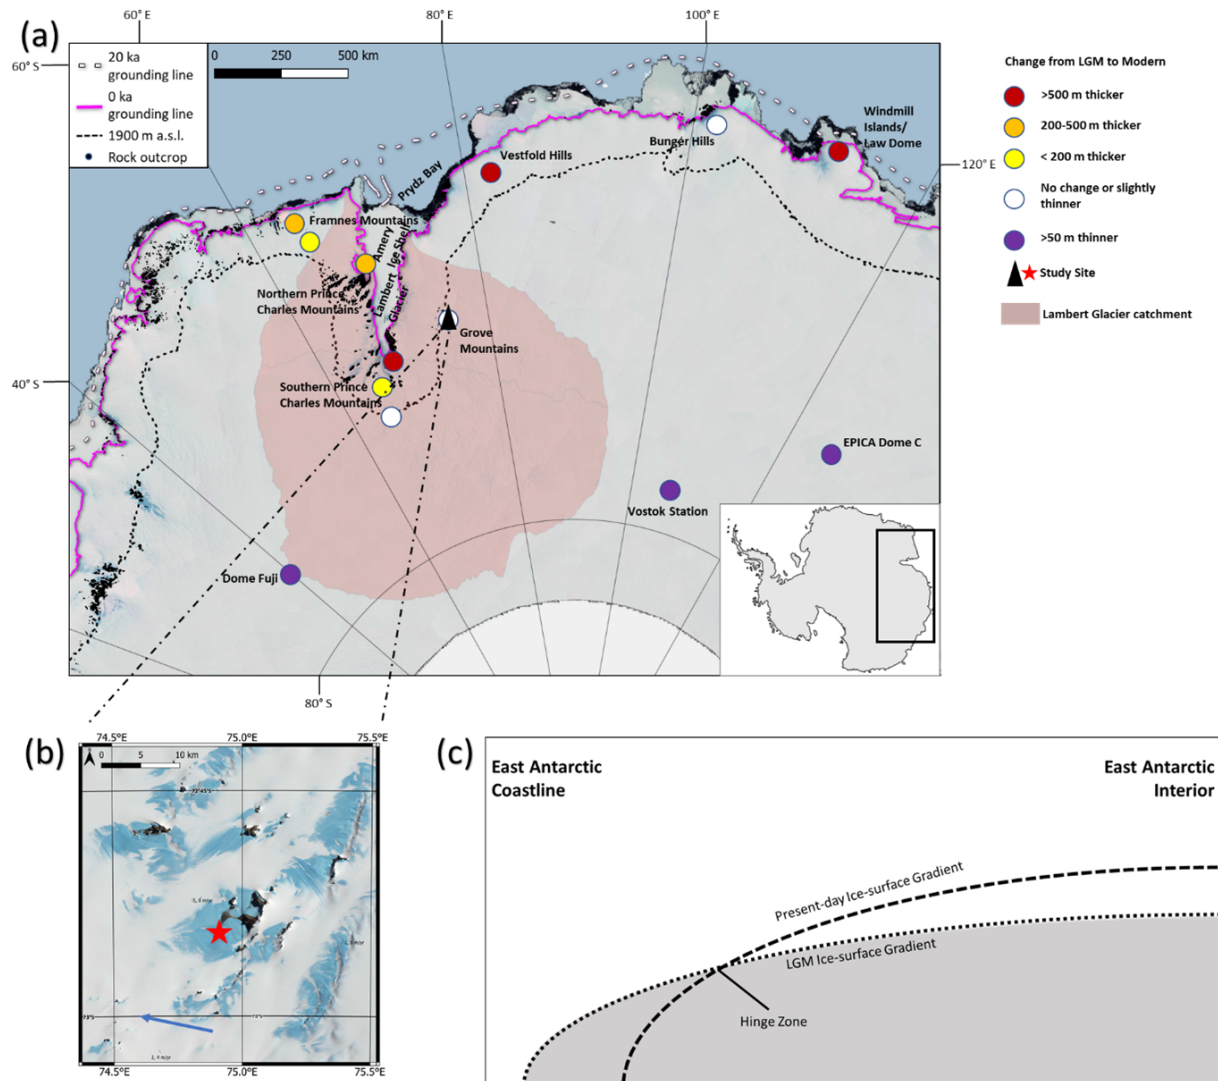 60° E
80° E
100° E
(a)
60° S
20 ka
grounding line
0 ka
grounding line
1900 m a.s.l.
Rock outcrop
0
250
500 km
Change from LGM to Modern
>500 m thicker
200-500 m thicker
< 200 m thicker
No change or slightly
thinner
>50 m thinner
Study Site
Lambert Glacier catchment
Windmill
Islands/
Law Dome
Bunger Hills
120° E
Vestfold Hills
Prydz Bay
Framnes Mountains
Amery
Ice Shelf
Lambert
Glacier
Northern Prince
Charles Mountains
Grove
Mountains
40° S
Southern Prince
Charles Mountains
EPICA Dome C
Vostok Station
Dome Fuji
80° S
(b)
74.5°E
75.0°E
75.5°E
0
5
10 km
72°45'S
73°S
73°S
74.5°E
75.0°E
75.5°E
(c)
East Antarctic
Coastline
East Antarctic
Interior
Present-day Ice-surface Gradient
LGM Ice-surface Gradient
Hinge Zone